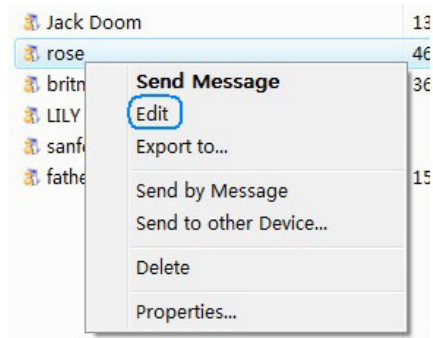 Jack Doom 13
rose 46
Send Message 36
Edit
LILY
Export to...
Send by Message 15
Send to other Device...
Delete
Properties...